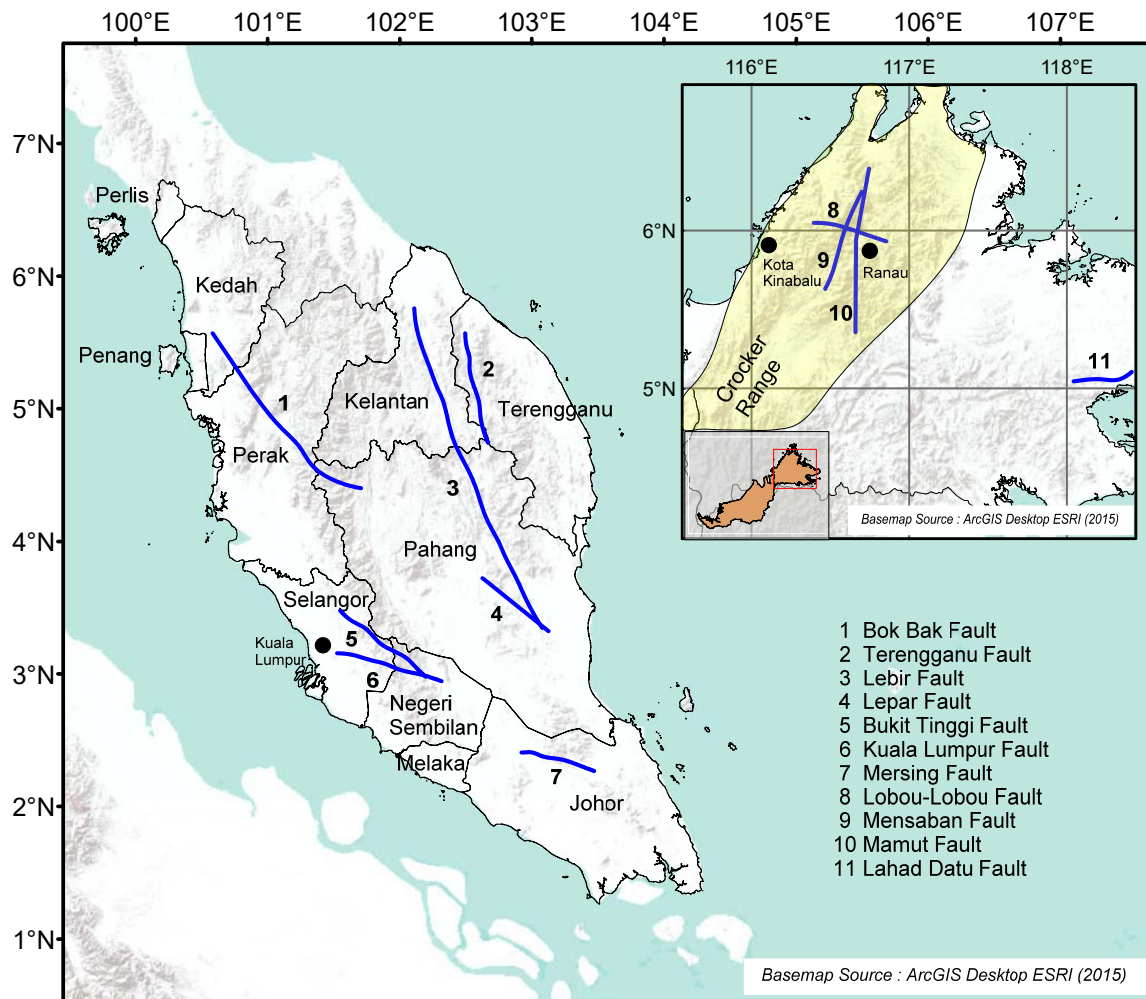 100°E 101°E 102°E 103°E 104°E 105°E 106°E 107°E
116°E 117°E 118°E
7°N
6°N
5°N
4°N
3°N
2°N
1°N
Perlis
Kedah
Penang
1
Perak
Kelantan
2
Terengganu
3
Pahang
4
Selangor
Kuala
Lumpur
5
6
Negeri
Sembilan
Melaka
7
Johor
6°N
5°N
8
Kota
Kinabalu
9
Ranau
10
11
Crocker
Range
Basemap Source : ArcGIS Desktop ESRI (2015)
1 Bok Bak Fault
2 Terengganu Fault
3 Lebir Fault
4 Lepar Fault
5 Bukit Tinggi Fault
6 Kuala Lumpur Fault
7 Mersing Fault
8 Lobou-Lobou Fault
9 Mensaban Fault
10 Mamut Fault
11 Lahad Datu Fault
Basemap Source : ArcGIS Desktop ESRI (2015)